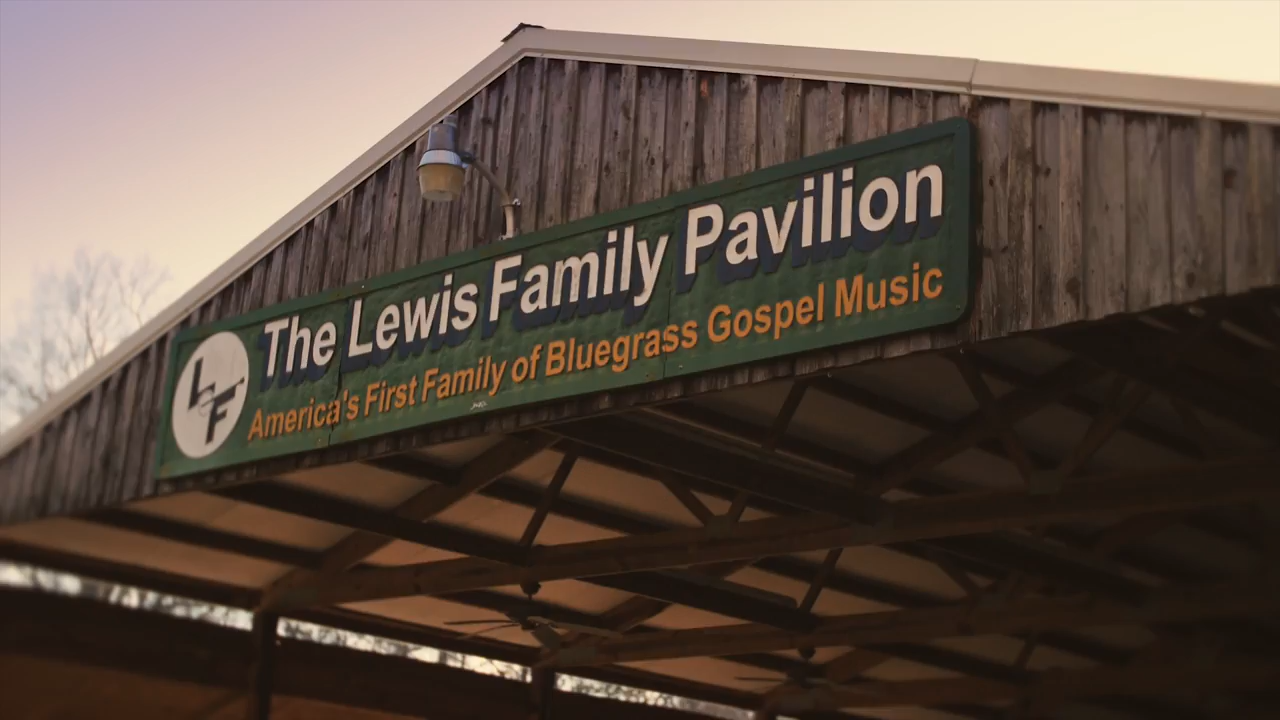 LF
The Lewis Family Pavilion
America's First Family of Bluegrass Gospel Music